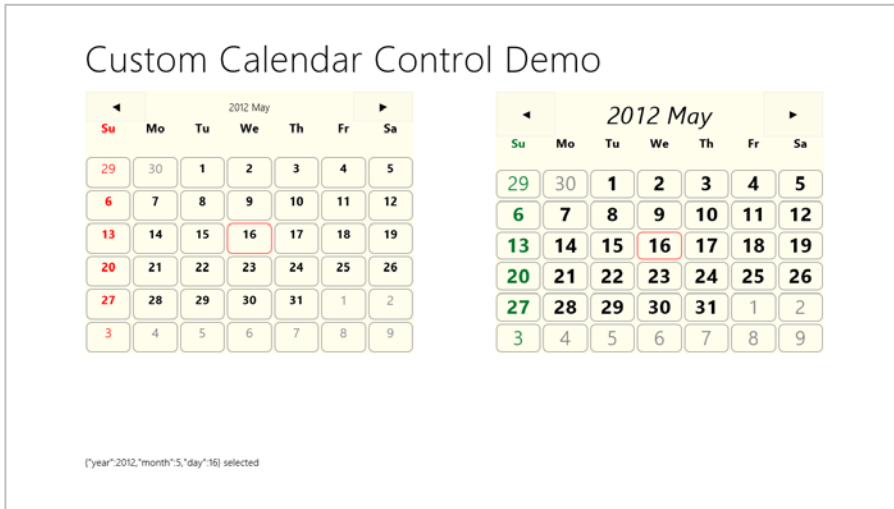 Custom Calendar Control Demo
◄ 2012 May ►
Su Mo Tu We Th Fr Sa
29 30 1 2 3 4 5
6 7 8 9 10 11 12
13 14 15 16 17 18 19
20 21 22 23 24 25 26
27 28 29 30 31 1 2
3 4 5 6 7 8 9
◄ 2012 May ►
Su Mo Tu We Th Fr Sa
29 30 1 2 3 4 5
6 7 8 9 10 11 12
13 14 15 16 17 18 19
20 21 22 23 24 25 26
27 28 29 30 31 1 2
3 4 5 6 7 8 9
{"year":2012,"month":5,"day":16} selected